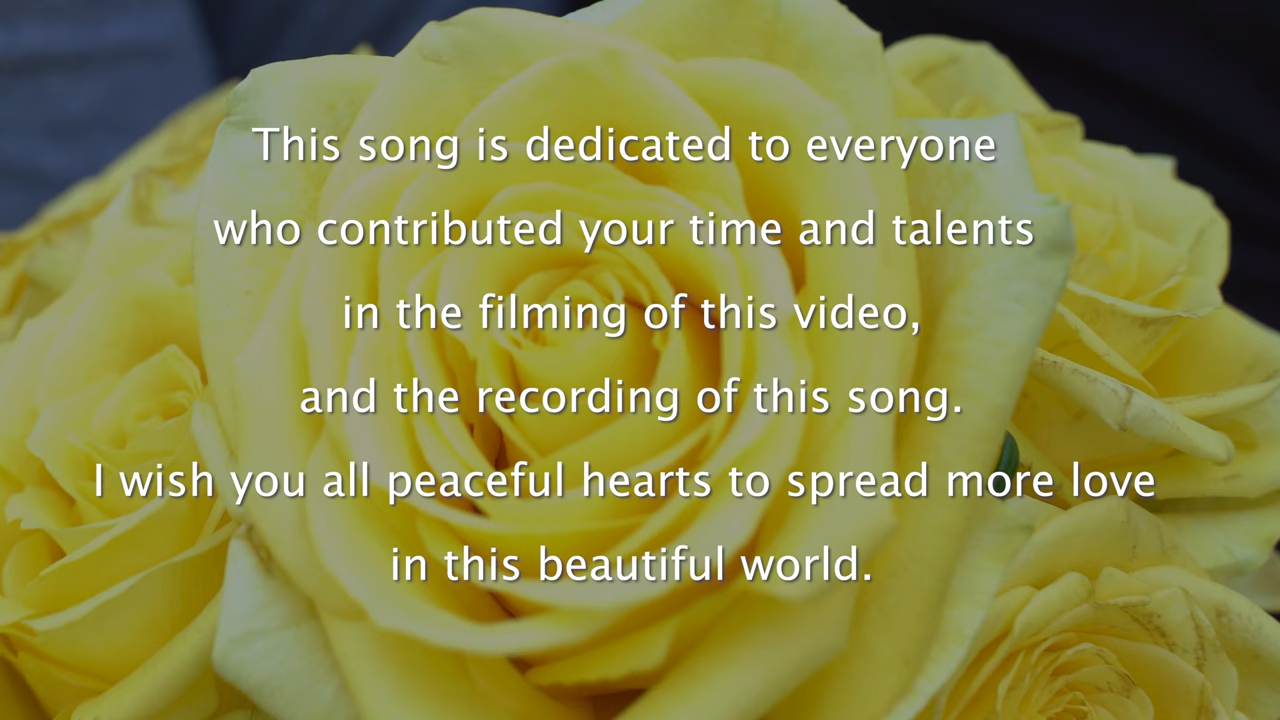 This song is dedicated to everyone
who contributed your time and talents
in the filming of this video,
and the recording of this song.
I wish you all peaceful hearts to spread more love
in this beautiful world.